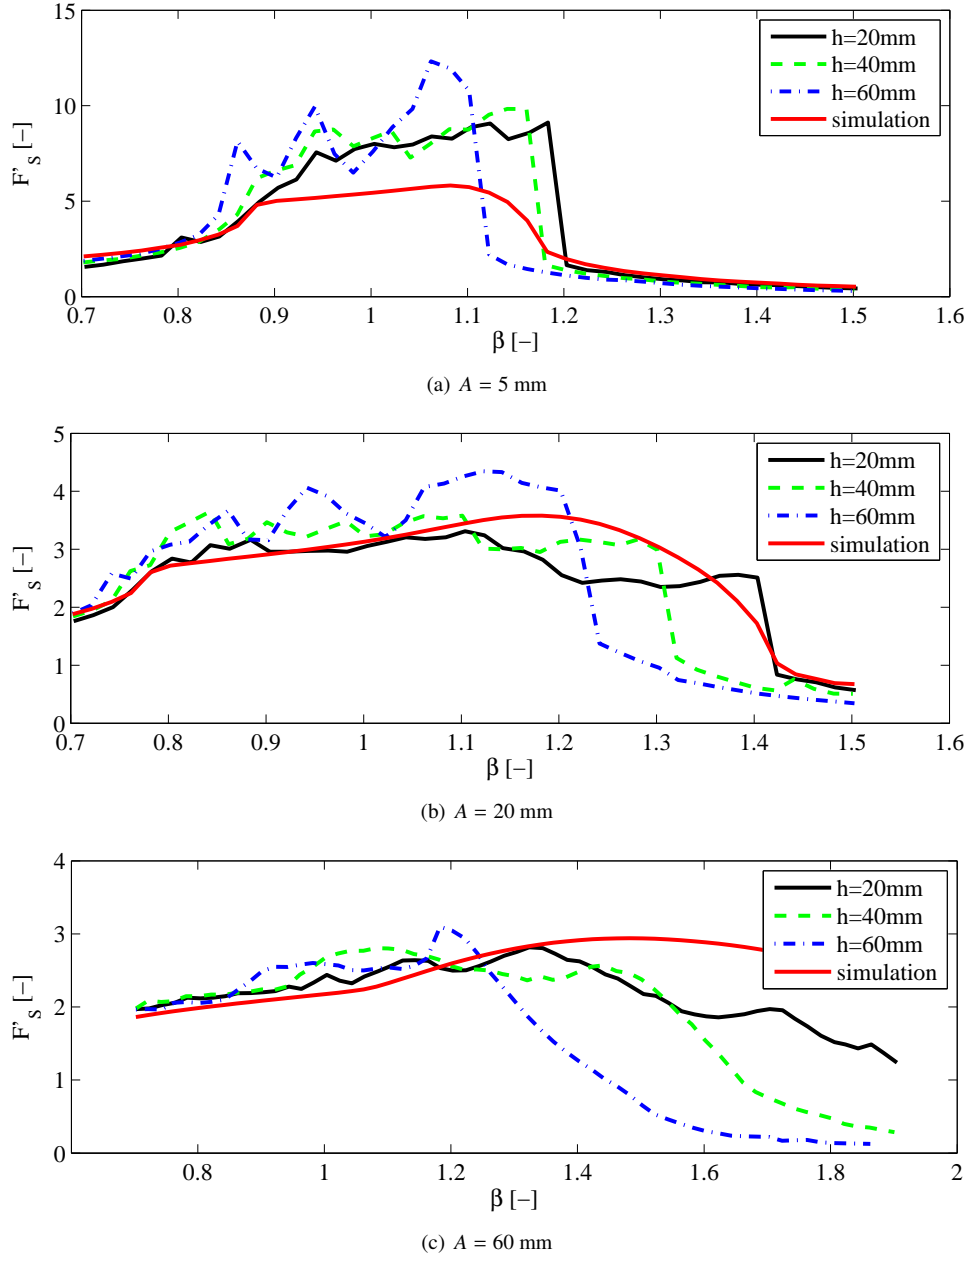 15
10
5
0
F'S [–]
h=20mm
h=40mm
h=60mm
simulation
0.7 0.8 0.9 1 1.1 1.2 1.3 1.4 1.5 1.6
β [–]
(a) A = 5 mm
5
4
3
2
1
0
F'S [–]
h=20mm
h=40mm
h=60mm
simulation
0.7 0.8 0.9 1 1.1 1.2 1.3 1.4 1.5 1.6
β [–]
(b) A = 20 mm
4
3
2
1
0
F'S [–]
h=20mm
h=40mm
h=60mm
simulation
0.8 1 1.2 1.4 1.6 1.8 2
β [–]
(c) A = 60 mm